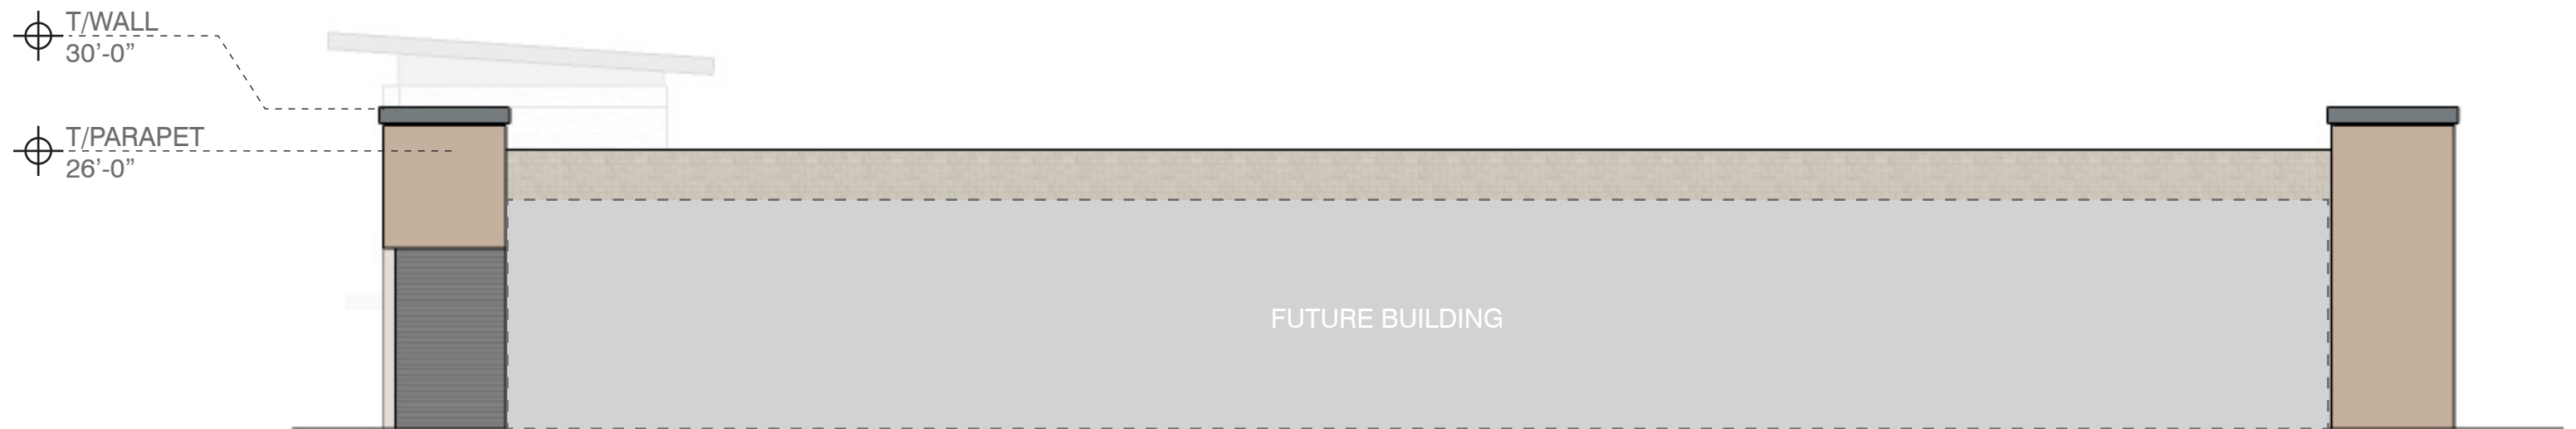 T/WALL
30’-0”
T/PARAPET
26’-0”
FUTURE BUILDING